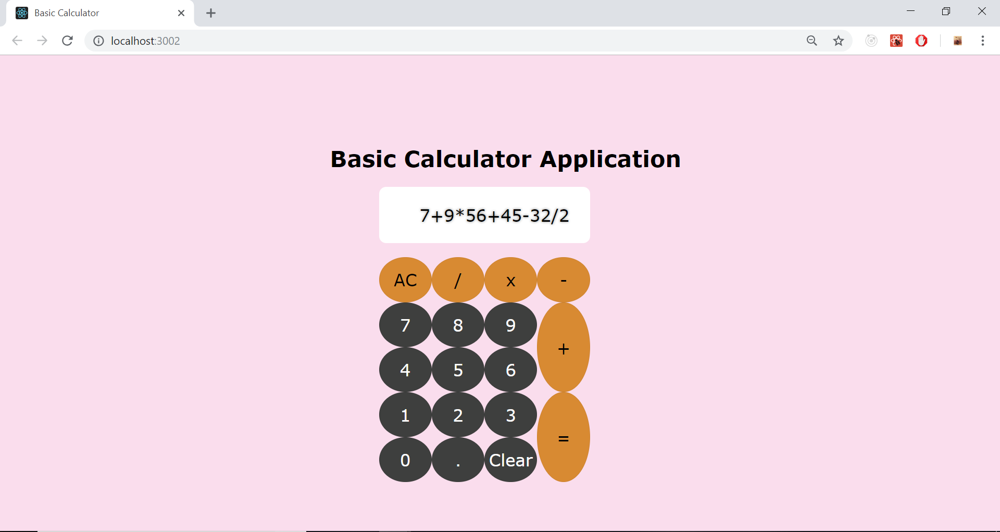 Basic Calculator
localhost:3002
Basic Calculator Application
7+9*56+45-32/2
AC / x -
7 8 9
+
4 5 6
1 2 3
=
0 . Clear